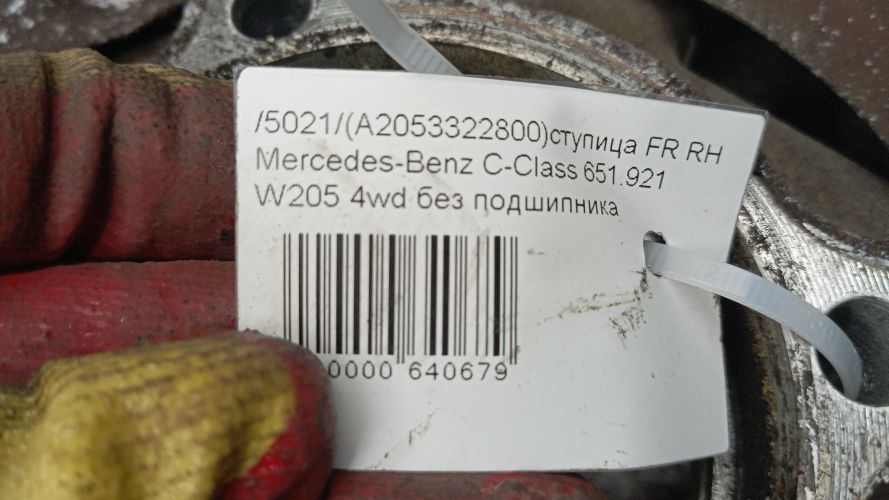 /5021/(A2053322800)ступица FR RH
Mercedes-Benz C-Class 651.921
W205 4wd без подшипника
0000 640679